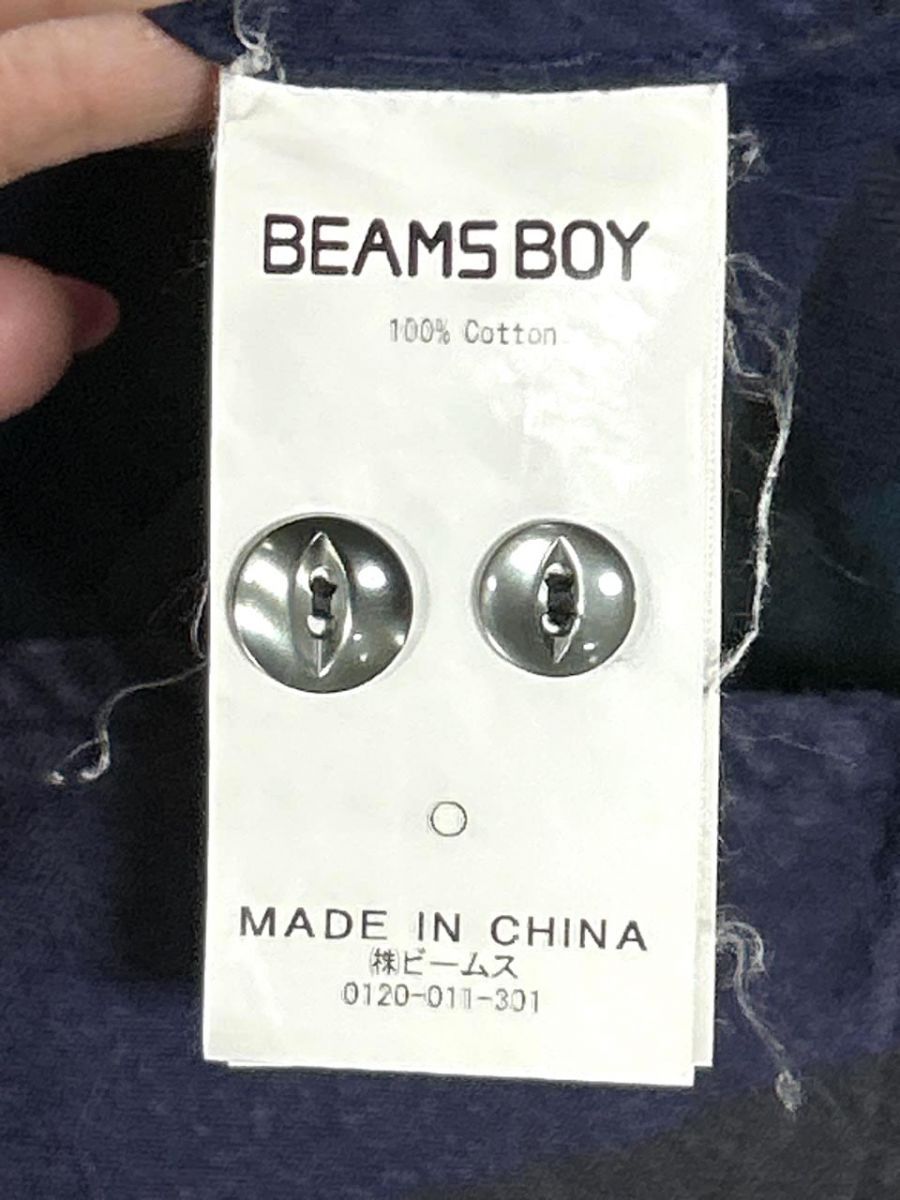 BEAMS BOY
100% Cotton
MADE IN CHINA
㈱ビームス
0120-011-301